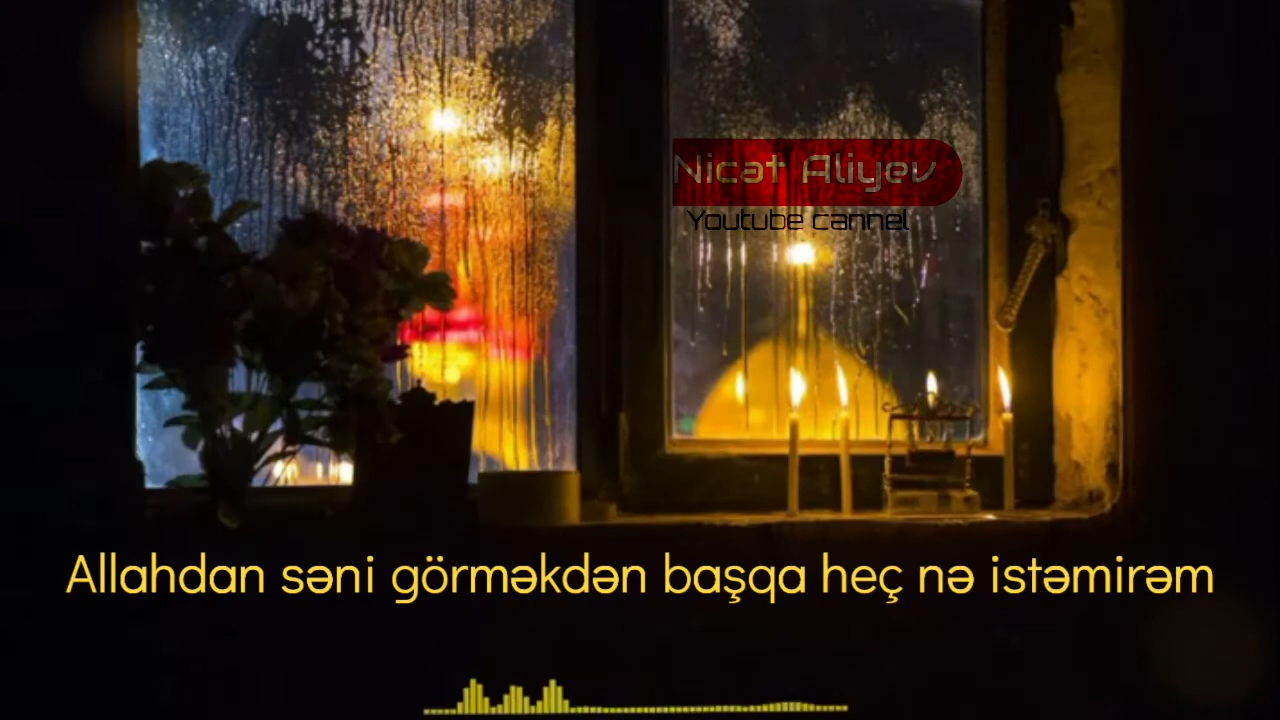 Nicat Aliyev
Youtube cannel
Allahdan səni görməkdən başqa heç nə istəmirəm